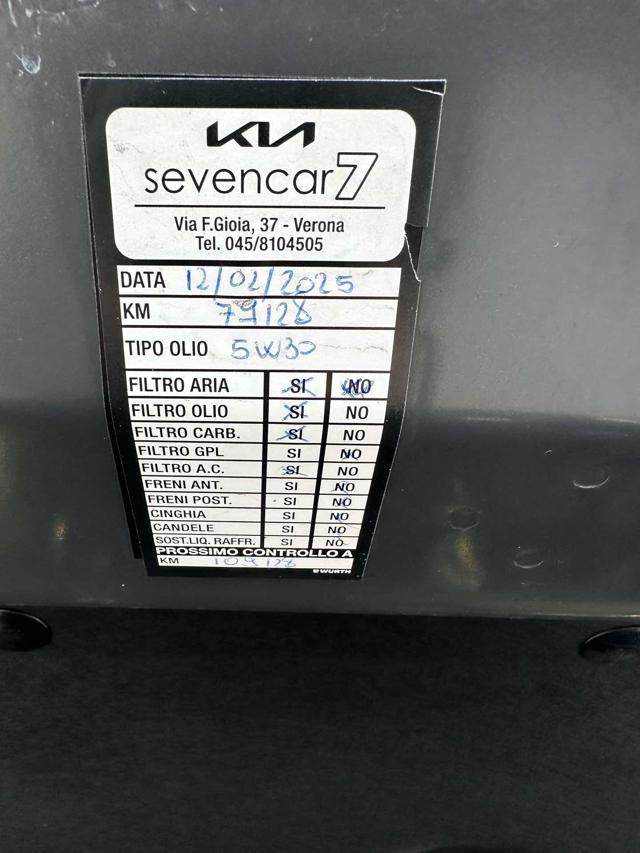 KIA
sevencar7
Via F.Gioia, 37 - Verona
Tel. 045/8104505
DATA 12/02/2025
KM 79128
TIPO OLIO 5W30
FILTRO ARIA SI NO
FILTRO OLIO SI NO
FILTRO CARB. SI NO
FILTRO GPL SI NO
FILTRO A.C. SI NO
FRENI ANT. SI NO
FRENI POST. SI NO
CINGHIA SI NO
CANDELE SI NO
SOST.LIQ. RAFFR. SI NO
PROSSIMO CONTROLLO A
KM 109128
WÜRTH